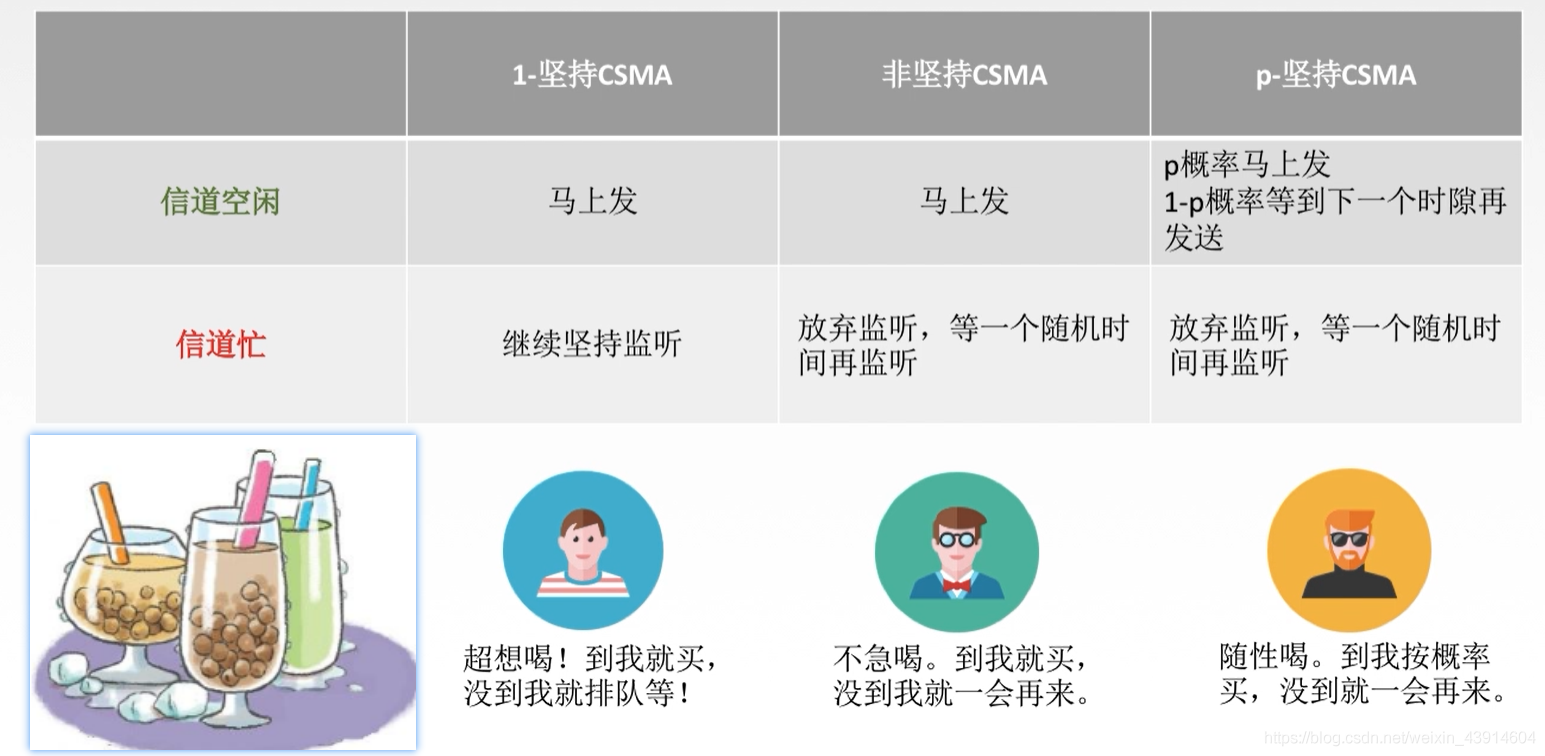 1-坚持CSMA
非坚持CSMA
p-坚持CSMA
信道空闲
马上发
马上发
p概率马上发
1-p概率等到下一个时隙再
发送
信道忙
继续坚持监听
放弃监听，等一个随机时
间再监听
放弃监听，等一个随机时
间再监听
超想喝！到我就买，
没到我就排队等！
不急喝。到我就买，
没到我就一会再来。
随性喝。到我按概率
买，没到就一会再来。
https://blog.csdn.net/weixin_43914604